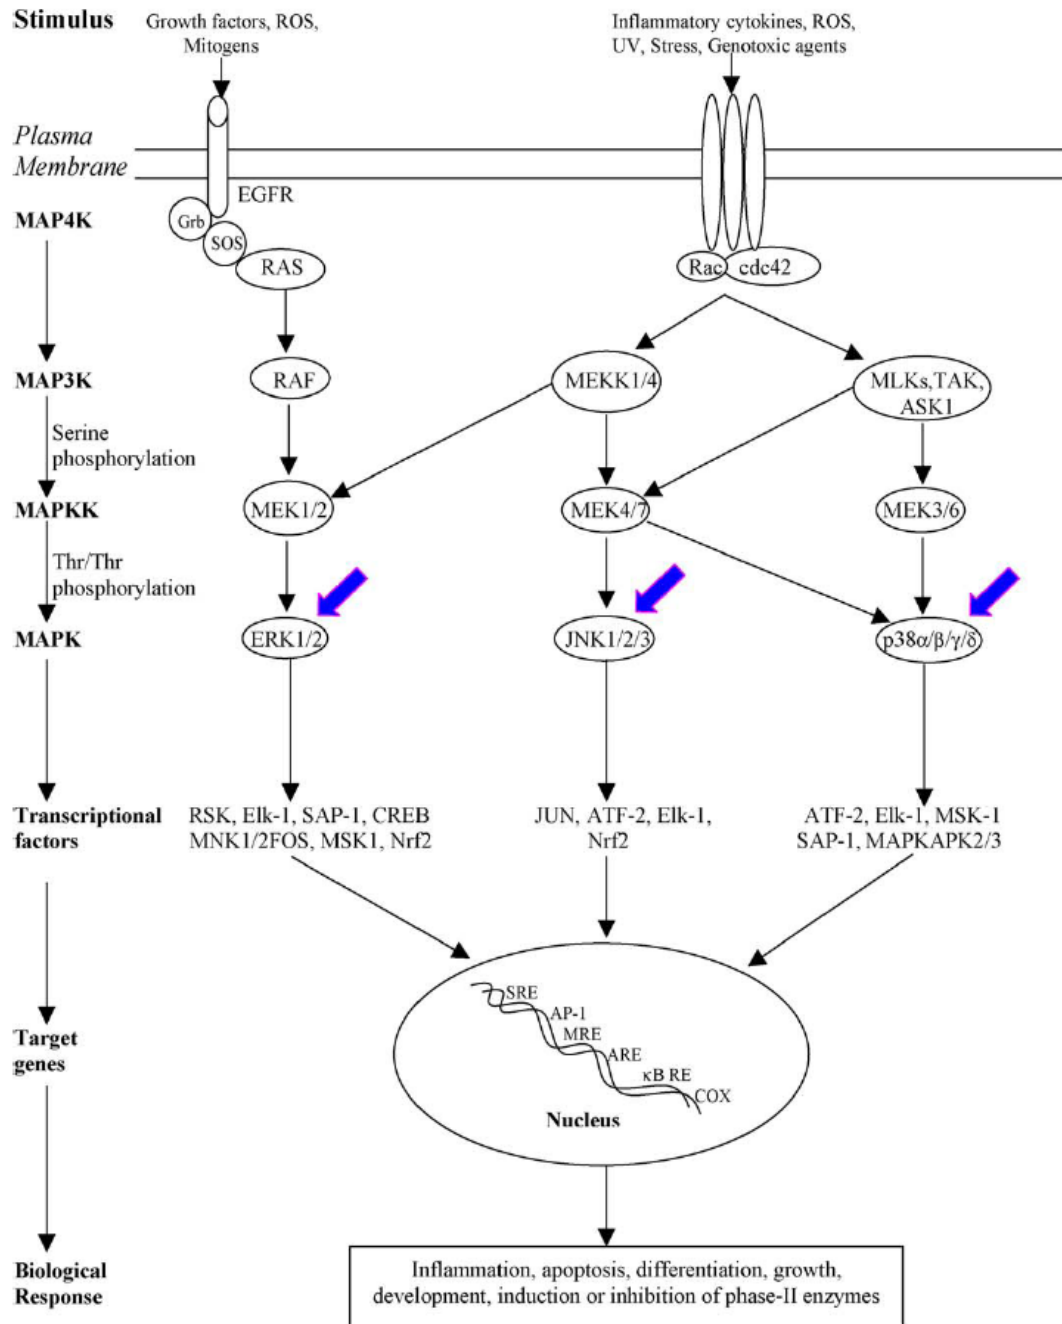 Stimulus
Growth factors, ROS,
Mitogens
Inflammatory cytokines, ROS,
UV, Stress, Genotoxic agents
Plasma
Membrane
EGFR
MAP4K
Grb
SOS
RAS
Rac
cdc42
MAP3K
RAF
MEKK1/4
MLKs,TAK,
ASK1
Serine
phosphorylation
MAPKK
MEK1/2
MEK4/7
MEK3/6
Thr/Thr
phosphorylation
MAPK
ERK1/2
JNK1/2/3
p38α/β/γ/δ
Transcriptional
factors
RSK, Elk-1, SAP-1, CREB
MNK1/2FOS, MSK1, Nrf2
JUN, ATF-2, Elk-1,
Nrf2
ATF-2, Elk-1, MSK-1
SAP-1, MAPKAPK2/3
SRE
AP-1
MRE
ARE
κB RE
COX
Nucleus
Target
genes
Biological
Response
Inflammation, apoptosis, differentiation, growth,
development, induction or inhibition of phase-II enzymes